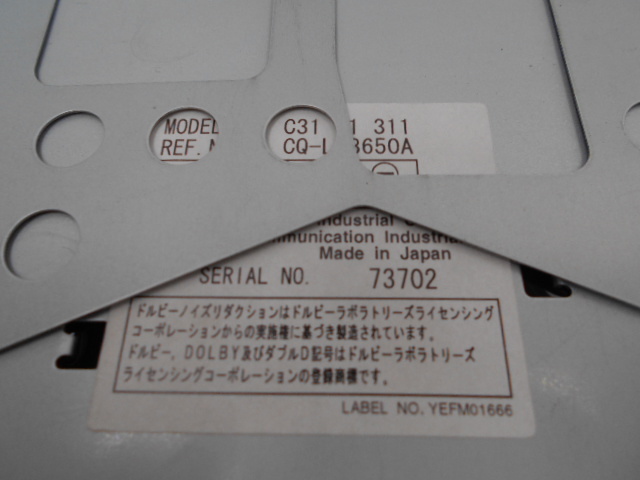 MODEL C31 1 311
REF. CQ-L 3650A
ndustrial
munication Industrial
Made in Japan
SERIAL NO. 73702
ドルビーノイズリダクションはドルビーラボラトリーズライセンシング
コーポレーションからの実施権に基づき製造されています。
ドルビー、DOLBY及びダブルD記号はドルビーラボラトリーズ
ライセンシングコーポレーションの登録商標です。
LABEL NO. YEFM01666